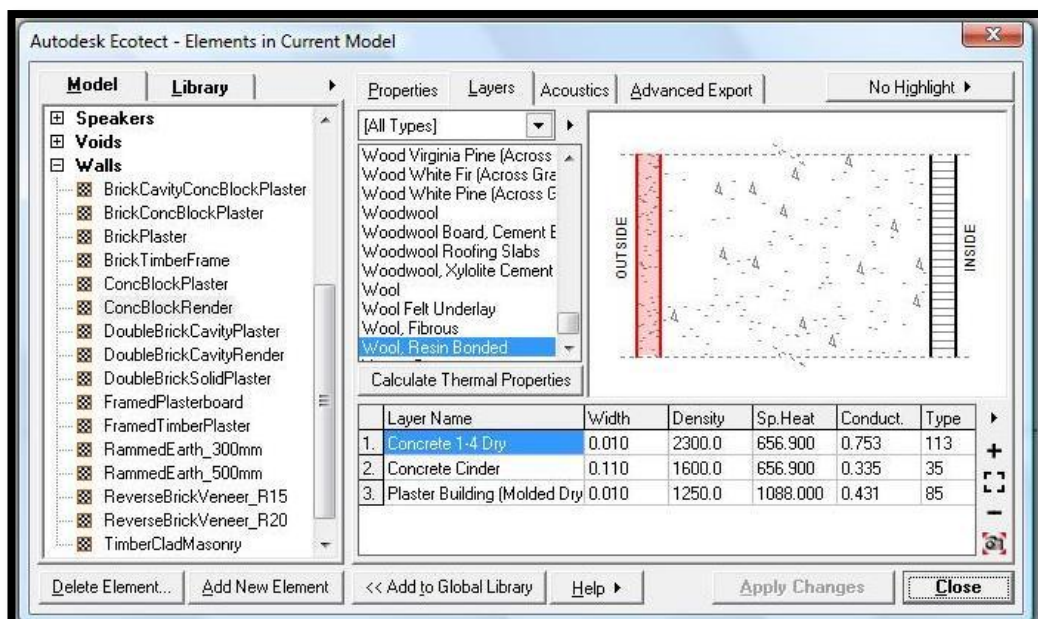 Autodesk Ecotect - Elements in Current Model
Model Library
Speakers
Voids
Walls
BrickCavityConcBlockPlaster
BrickConcBlockPlaster
BrickPlaster
BrickTimberFrame
ConcBlockPlaster
ConcBlockRender
DoubleBrickCavityPlaster
DoubleBrickCavityRender
DoubleBrickSolidPlaster
FramedPlasterboard
FramedTimberPlaster
RammedEarth_300mm
RammedEarth_500mm
ReverseBrickVeneer_R15
ReverseBrickVeneer_R20
TimberCladMasonry
Properties Layers Acoustics Advanced Export No Highlight
[All Types]
Wood Virginia Pine (Across
Wood White Fir (Across Gra
Wood White Pine (Across G
Woodwool
Woodwool Board, Cement B
Woodwool Roofing Slabs
Woodwool, Xylolite Cement
Wool
Wool Felt Underlay
Wool, Fibrous
Wool, Resin Bonded
Calculate Thermal Properties
OUTSIDE
INSIDE
Layer Name Width Density Sp.Heat Conduct. Type
1. Concrete 1-4 Dry 0.010 2300.0 656.900 0.753 113
2. Concrete Cinder 0.110 1600.0 656.900 0.335 35
3. Plaster Building (Molded Dry 0.010 1250.0 1088.000 0.431 85
Delete Element... Add New Element << Add to Global Library Help Apply Changes Close